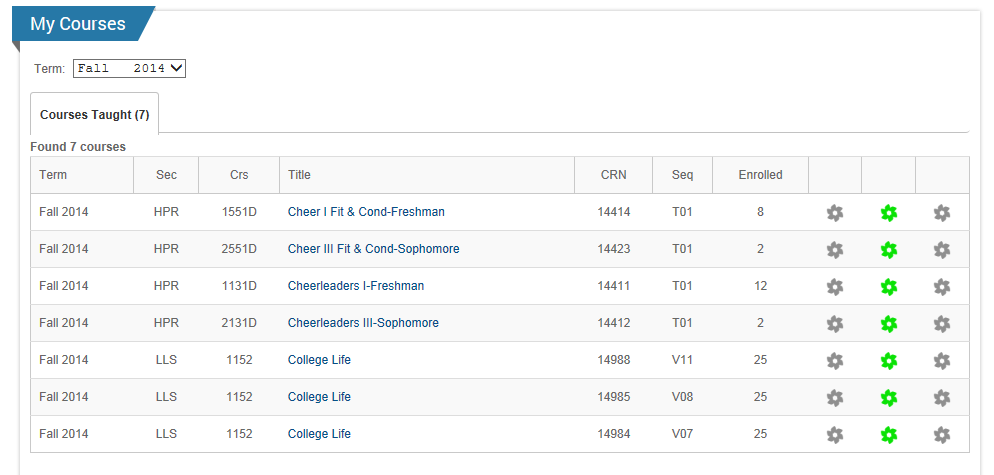 My Courses
Term: Fall 2014
Courses Taught (7)
Found 7 courses
Term Sec Crs Title CRN Seq Enrolled
Fall 2014 HPR 1551D Cheer I Fit & Cond-Freshman 14414 T01 8
Fall 2014 HPR 2551D Cheer III Fit & Cond-Sophomore 14423 T01 2
Fall 2014 HPR 1131D Cheerleaders I-Freshman 14411 T01 12
Fall 2014 HPR 2131D Cheerleaders III-Sophomore 14412 T01 2
Fall 2014 LLS 1152 College Life 14988 V11 25
Fall 2014 LLS 1152 College Life 14985 V08 25
Fall 2014 LLS 1152 College Life 14984 V07 25